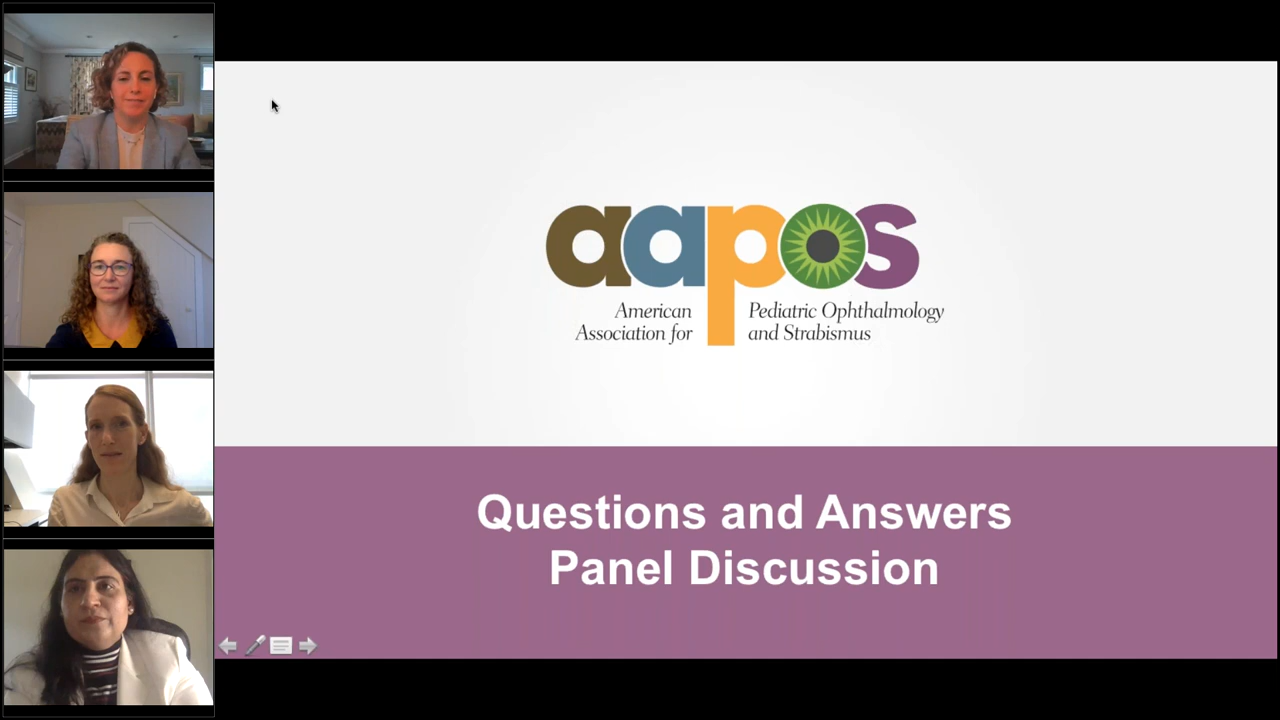 aapos
American
Association for
Pediatric Ophthalmology
and Strabismus
Questions and Answers
Panel Discussion